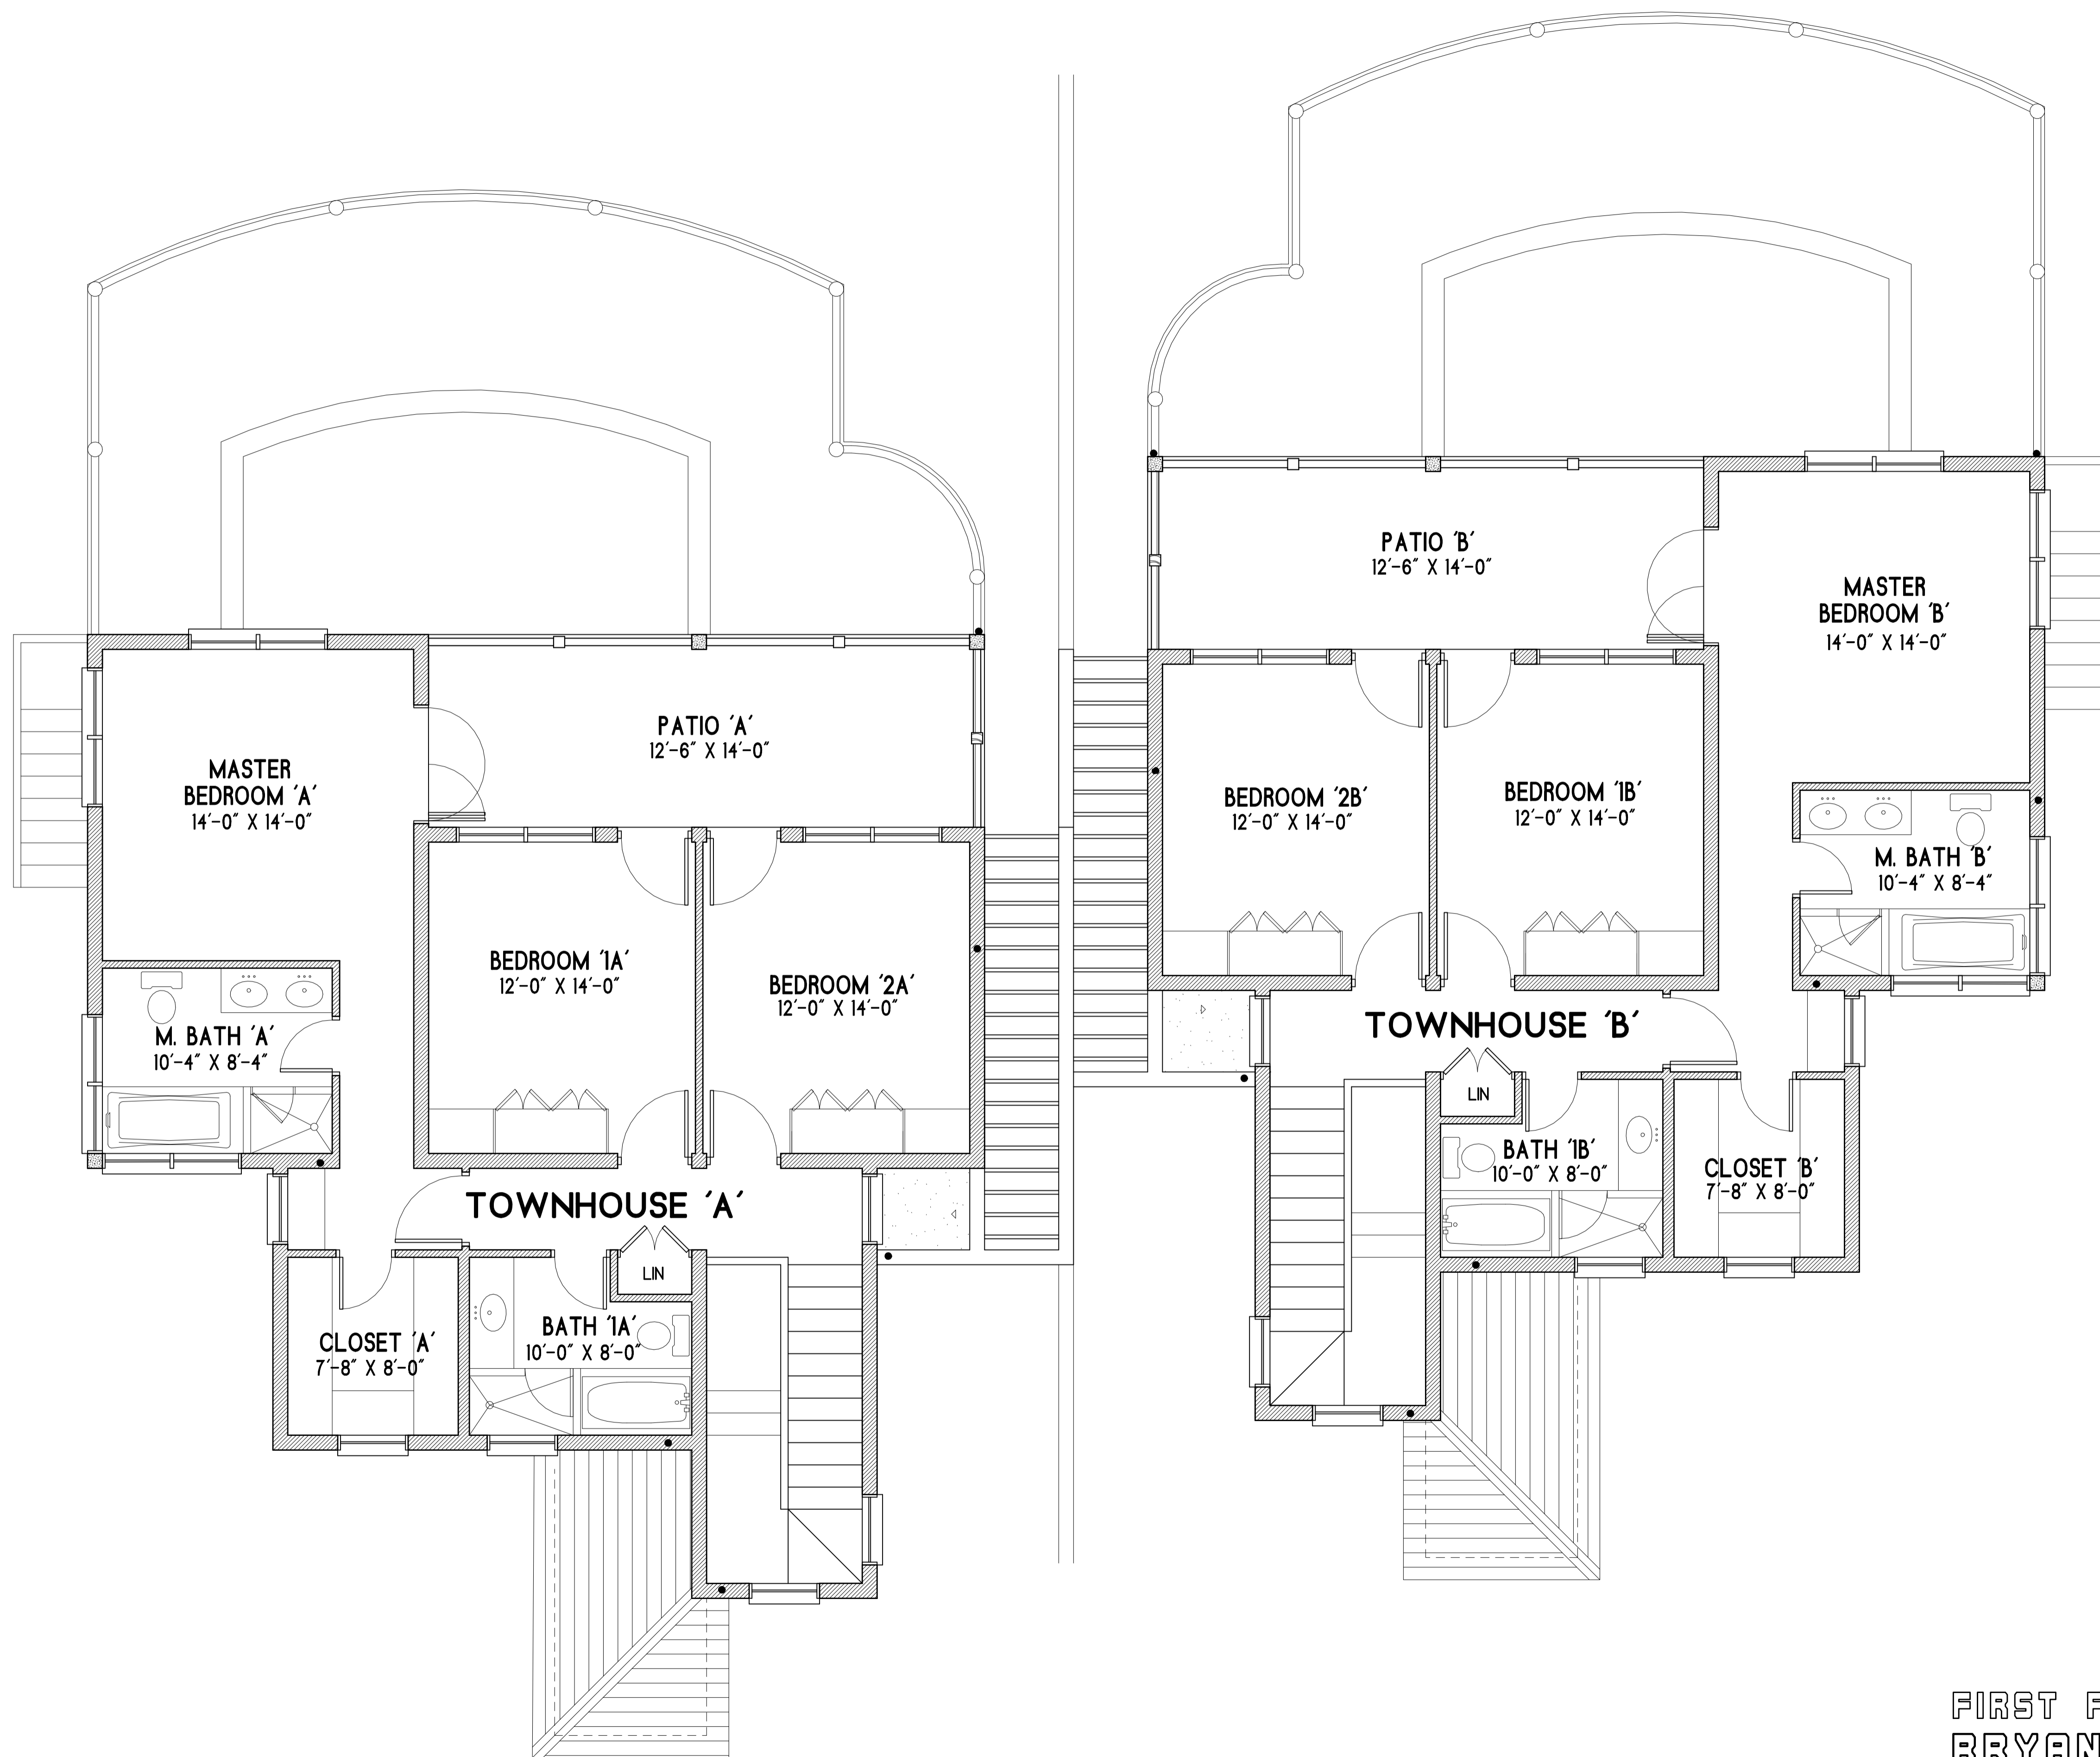 PATIO 'B'
12'-6" X 14'-0"
MASTER
BEDROOM 'B'
14'-0" X 14'-0"
PATIO 'A'
12'-6" X 14'-0"
MASTER
BEDROOM 'A'
14'-0" X 14'-0"
BEDROOM '2B'
12'-0" X 14'-0"
BEDROOM '1B'
12'-0" X 14'-0"
M. BATH 'B'
10'-4" X 8'-4"
BEDROOM '1A'
12'-0" X 14'-0"
BEDROOM '2A'
12'-0" X 14'-0"
M. BATH 'A'
10'-4" X 8'-4"
TOWNHOUSE 'B'
LIN
BATH '1B'
10'-0" X 8'-0"
CLOSET 'B'
7'-8" X 8'-0"
TOWNHOUSE 'A'
LIN
CLOSET 'A'
7'-8" X 8'-0"
BATH '1A'
10'-0" X 8'-0"
FIRST F
BRYAN